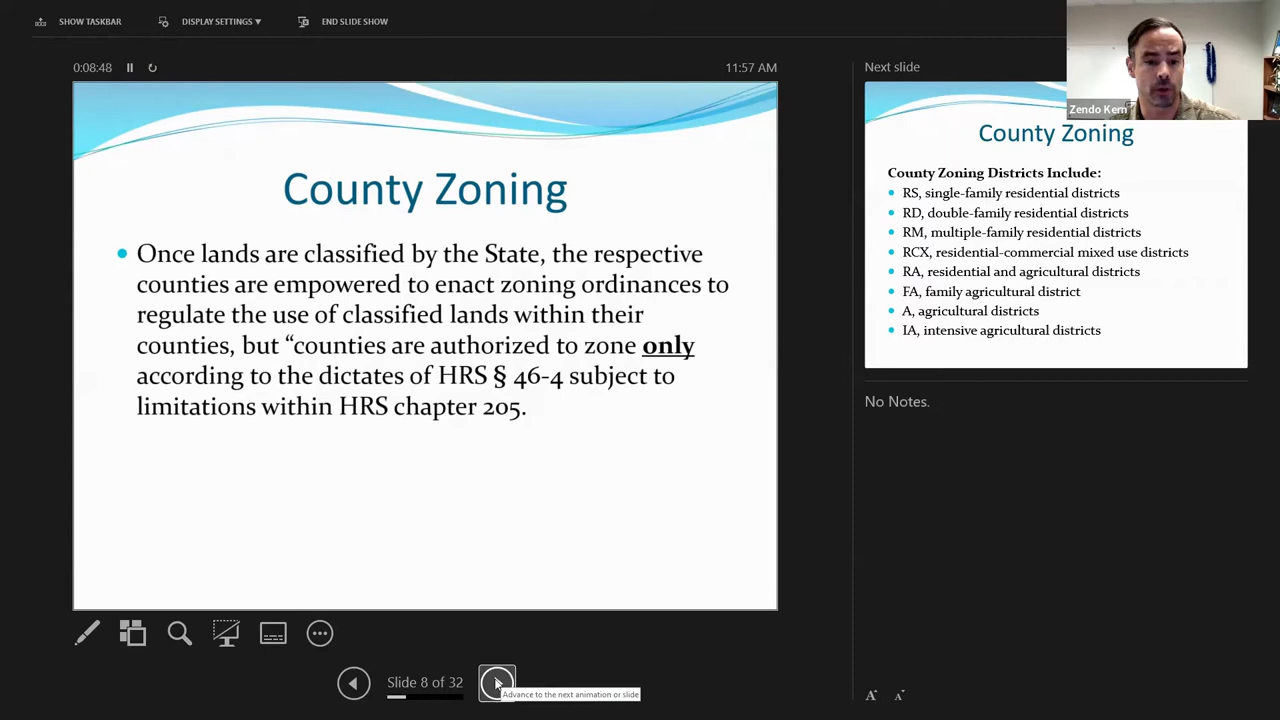 SHOW TASKBAR
DISPLAY SETTINGS ▼
END SLIDE SHOW
0:08:48
11:57 AM
County Zoning
• Once lands are classified by the State, the respective
counties are empowered to enact zoning ordinances to
regulate the use of classified lands within their
counties, but “counties are authorized to zone only
according to the dictates of HRS § 46-4 subject to
limitations within HRS chapter 205.
Slide 8 of 32
Advance to the next animation or slide
Next slide
Zendo Kern
County Zoning
County Zoning Districts Include:
• RS, single-family residential districts
• RD, double-family residential districts
• RM, multiple-family residential districts
• RCX, residential-commercial mixed use districts
• RA, residential and agricultural districts
• FA, family agricultural district
• A, agricultural districts
• IA, intensive agricultural districts
No Notes.
A A